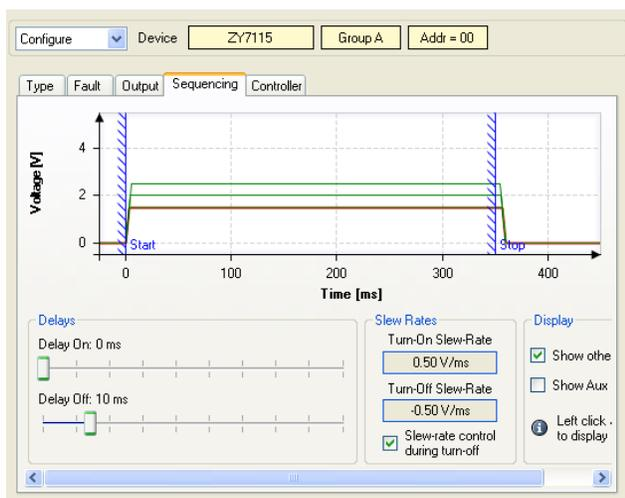 Configure Device ZY7115 Group A Addr = 00
Type Fault Output Sequencing Controller
Voltage [V]
4
2
0
Start Stop
0 100 200 300 400
Time [ms]
Delays
Delay On: 0 ms
Delay Off: 10 ms
Slew Rates
Turn-On Slew-Rate
0.50 V/ms
Turn-Off Slew-Rate
-0.50 V/ms
Slew-rate control
during turn-off
Display
Show othe
Show Aux
Left click
to display